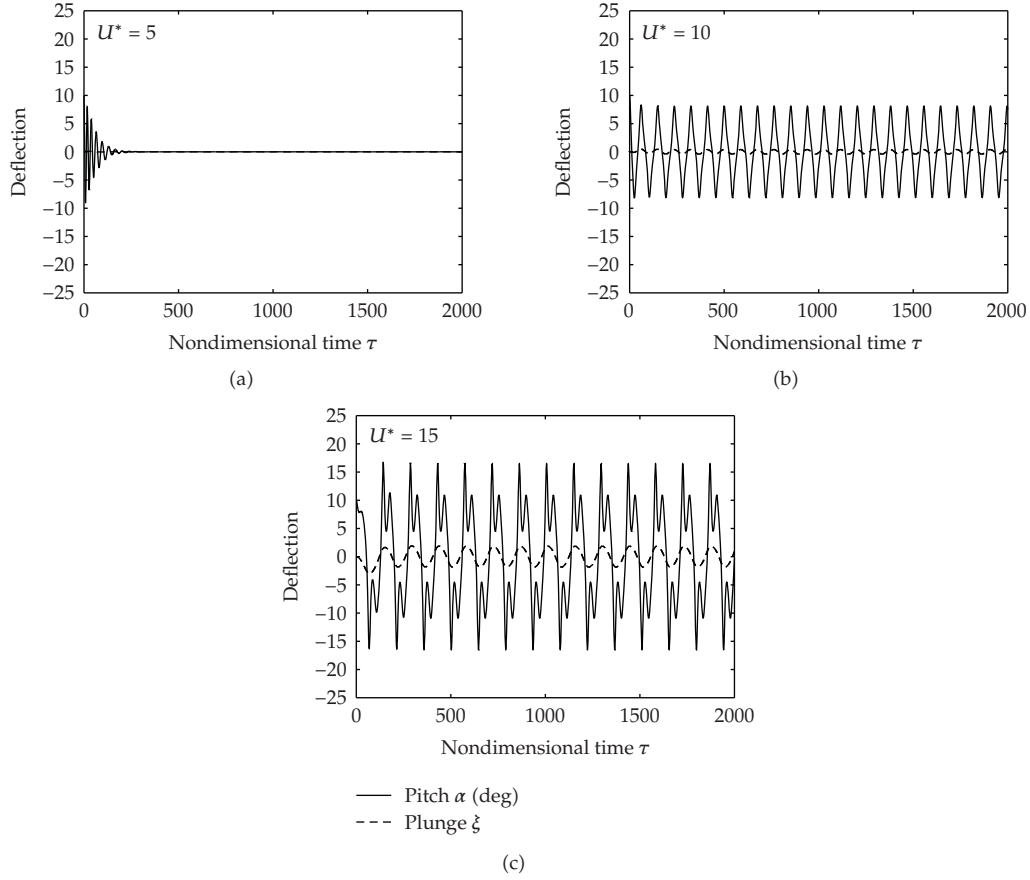 25
20
15
10
5
0
−5
−10
−15
−20
−25
Deflection
U* = 5
0 500 1000 1500 2000
Nondimensional time τ
(a)
25
20
15
10
5
0
−5
−10
−15
−20
−25
Deflection
U* = 10
0 500 1000 1500 2000
Nondimensional time τ
(b)
25
20
15
10
5
0
−5
−10
−15
−20
−25
Deflection
U* = 15
0 500 1000 1500 2000
Nondimensional time τ
Pitch α (deg)
Plunge ξ
(c)